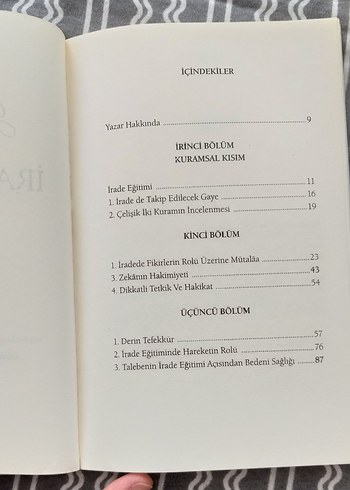 İÇİNDEKİLER
Yazar Hakkında ........ 9
İRİNCİ BÖLÜM
KURAMSAL KISIM
İrade Eğitimi ........ 11
1. İrade de Takip Edilecek Gaye ........ 16
2. Çelişik İki Kuramın İncelenmesi ........ 19
KİNCİ BÖLÜM
1. İradede Fikirlerin Rolü Üzerine Mütalâa ........ 23
3. Zekânın Hakimiyeti ........ 43
4. Dikkatli Tetkik Ve Hakikat ........ 54
ÜÇÜNCÜ BÖLÜM
1. Derin Tefekkür ........ 57
2. İrade Eğitiminde Hareketin Rolü ........ 76
3. Talebenin İrade Eğitimi Açısından Bedeni Sağlığı ........ 87